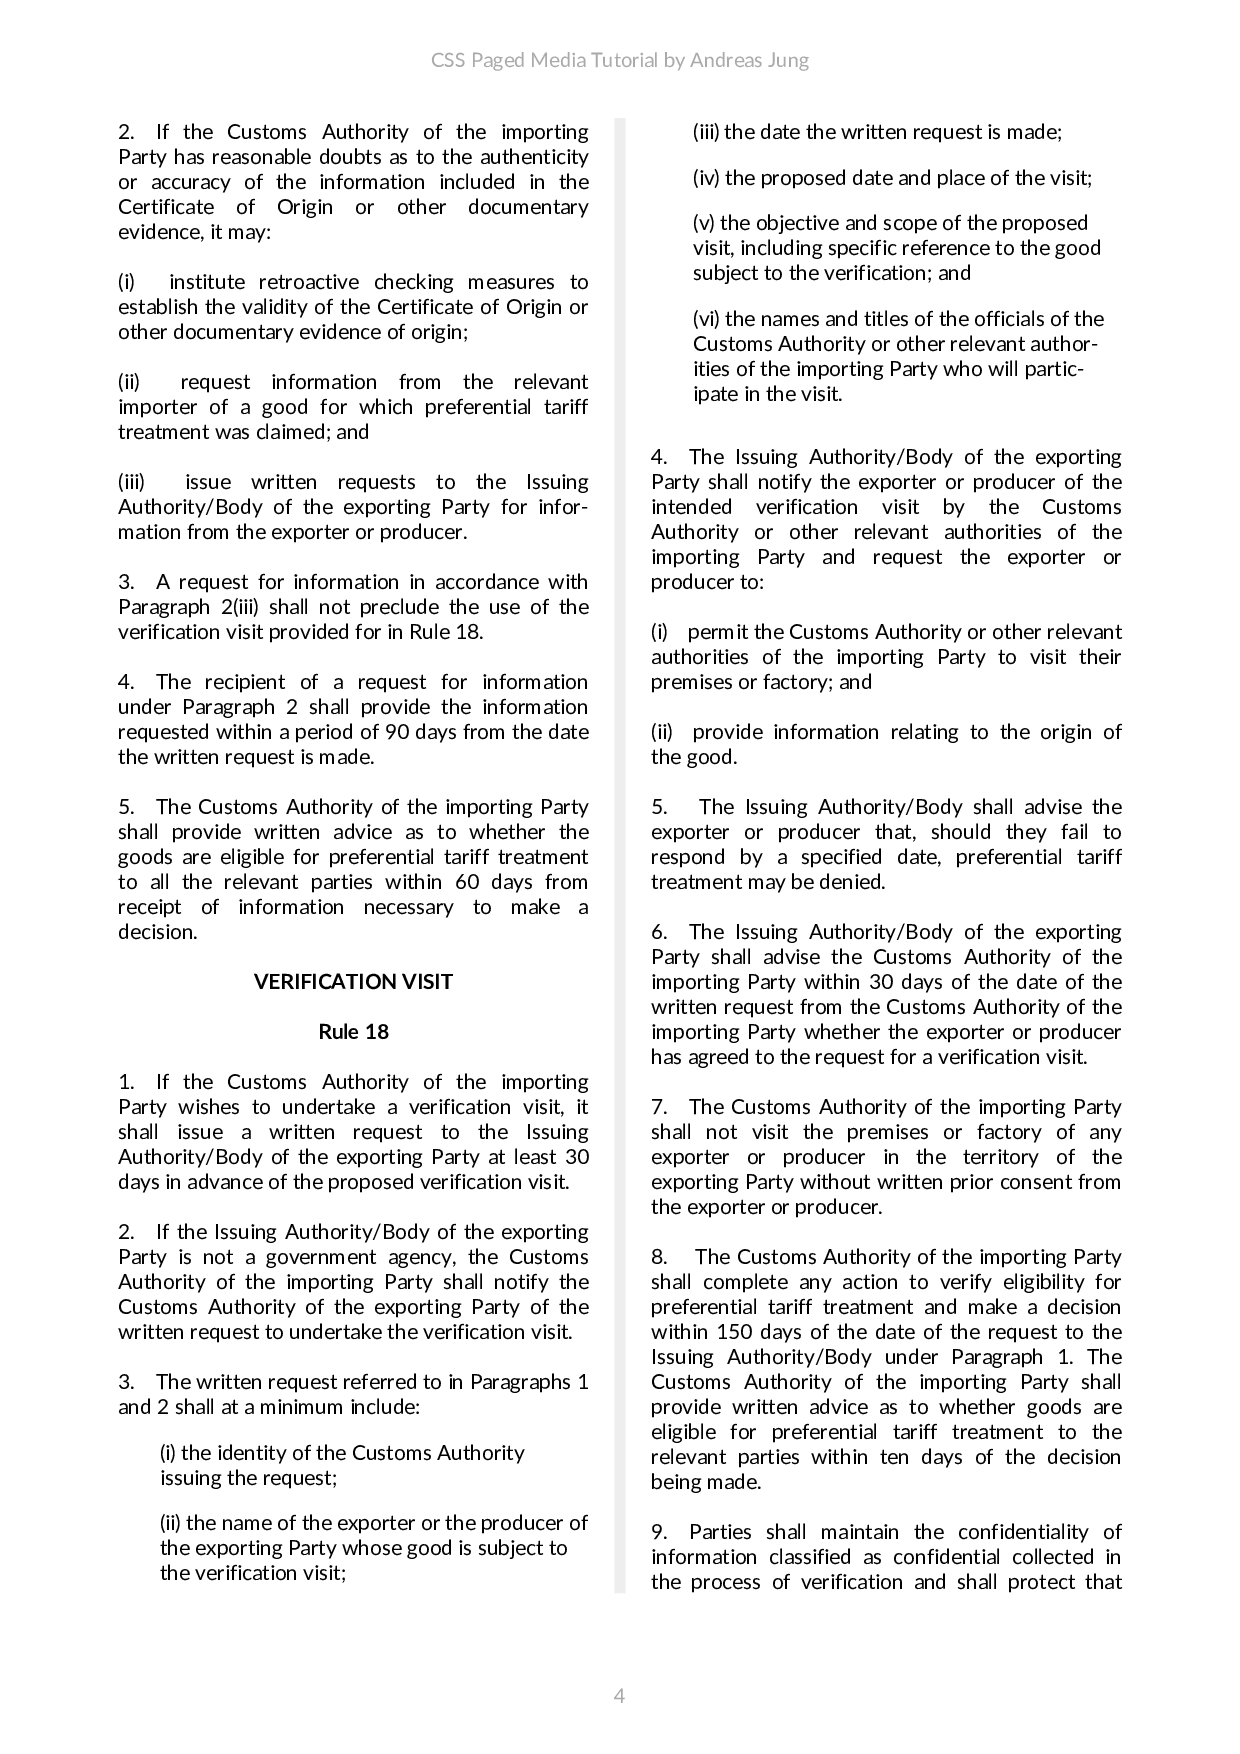 CSS Paged Media Tutorial by Andreas Jung
2. If the Customs Authority of the importing
Party has reasonable doubts as to the authenticity
or accuracy of the information included in the
Certificate of Origin or other documentary
evidence, it may:
(i) institute retroactive checking measures to
establish the validity of the Certificate of Origin or
other documentary evidence of origin;
(ii) request information from the relevant
importer of a good for which preferential tariff
treatment was claimed; and
(iii) issue written requests to the Issuing
Authority/Body of the exporting Party for infor-
mation from the exporter or producer.
3. A request for information in accordance with
Paragraph 2(iii) shall not preclude the use of the
verification visit provided for in Rule 18.
4. The recipient of a request for information
under Paragraph 2 shall provide the information
requested within a period of 90 days from the date
the written request is made.
5. The Customs Authority of the importing Party
shall provide written advice as to whether the
goods are eligible for preferential tariff treatment
to all the relevant parties within 60 days from
receipt of information necessary to make a
decision.
VERIFICATION VISIT
Rule 18
1. If the Customs Authority of the importing
Party wishes to undertake a verification visit, it
shall issue a written request to the Issuing
Authority/Body of the exporting Party at least 30
days in advance of the proposed verification visit.
2. If the Issuing Authority/Body of the exporting
Party is not a government agency, the Customs
Authority of the importing Party shall notify the
Customs Authority of the exporting Party of the
written request to undertake the verification visit.
3. The written request referred to in Paragraphs 1
and 2 shall at a minimum include:
(i) the identity of the Customs Authority
issuing the request;
(ii) the name of the exporter or the producer of
the exporting Party whose good is subject to
the verification visit;
(iii) the date the written request is made;
(iv) the proposed date and place of the visit;
(v) the objective and scope of the proposed
visit, including specific reference to the good
subject to the verification; and
(vi) the names and titles of the officials of the
Customs Authority or other relevant author-
ities of the importing Party who will partic-
ipate in the visit.
4. The Issuing Authority/Body of the exporting
Party shall notify the exporter or producer of the
intended verification visit by the Customs
Authority or other relevant authorities of the
importing Party and request the exporter or
producer to:
(i) permit the Customs Authority or other relevant
authorities of the importing Party to visit their
premises or factory; and
(ii) provide information relating to the origin of
the good.
5. The Issuing Authority/Body shall advise the
exporter or producer that, should they fail to
respond by a specified date, preferential tariff
treatment may be denied.
6. The Issuing Authority/Body of the exporting
Party shall advise the Customs Authority of the
importing Party within 30 days of the date of the
written request from the Customs Authority of the
importing Party whether the exporter or producer
has agreed to the request for a verification visit.
7. The Customs Authority of the importing Party
shall not visit the premises or factory of any
exporter or producer in the territory of the
exporting Party without written prior consent from
the exporter or producer.
8. The Customs Authority of the importing Party
shall complete any action to verify eligibility for
preferential tariff treatment and make a decision
within 150 days of the date of the request to the
Issuing Authority/Body under Paragraph 1. The
Customs Authority of the importing Party shall
provide written advice as to whether goods are
eligible for preferential tariff treatment to the
relevant parties within ten days of the decision
being made.
9. Parties shall maintain the confidentiality of
information classified as confidential collected in
the process of verification and shall protect that
4